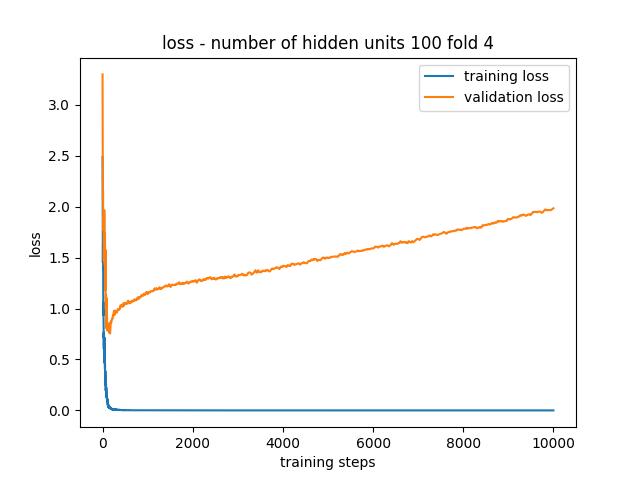 loss - number of hidden units 100 fold 4
training loss
validation loss
3.0
2.5
2.0
1.5
1.0
0.5
0.0
loss
0 2000 4000 6000 8000 10000
training steps